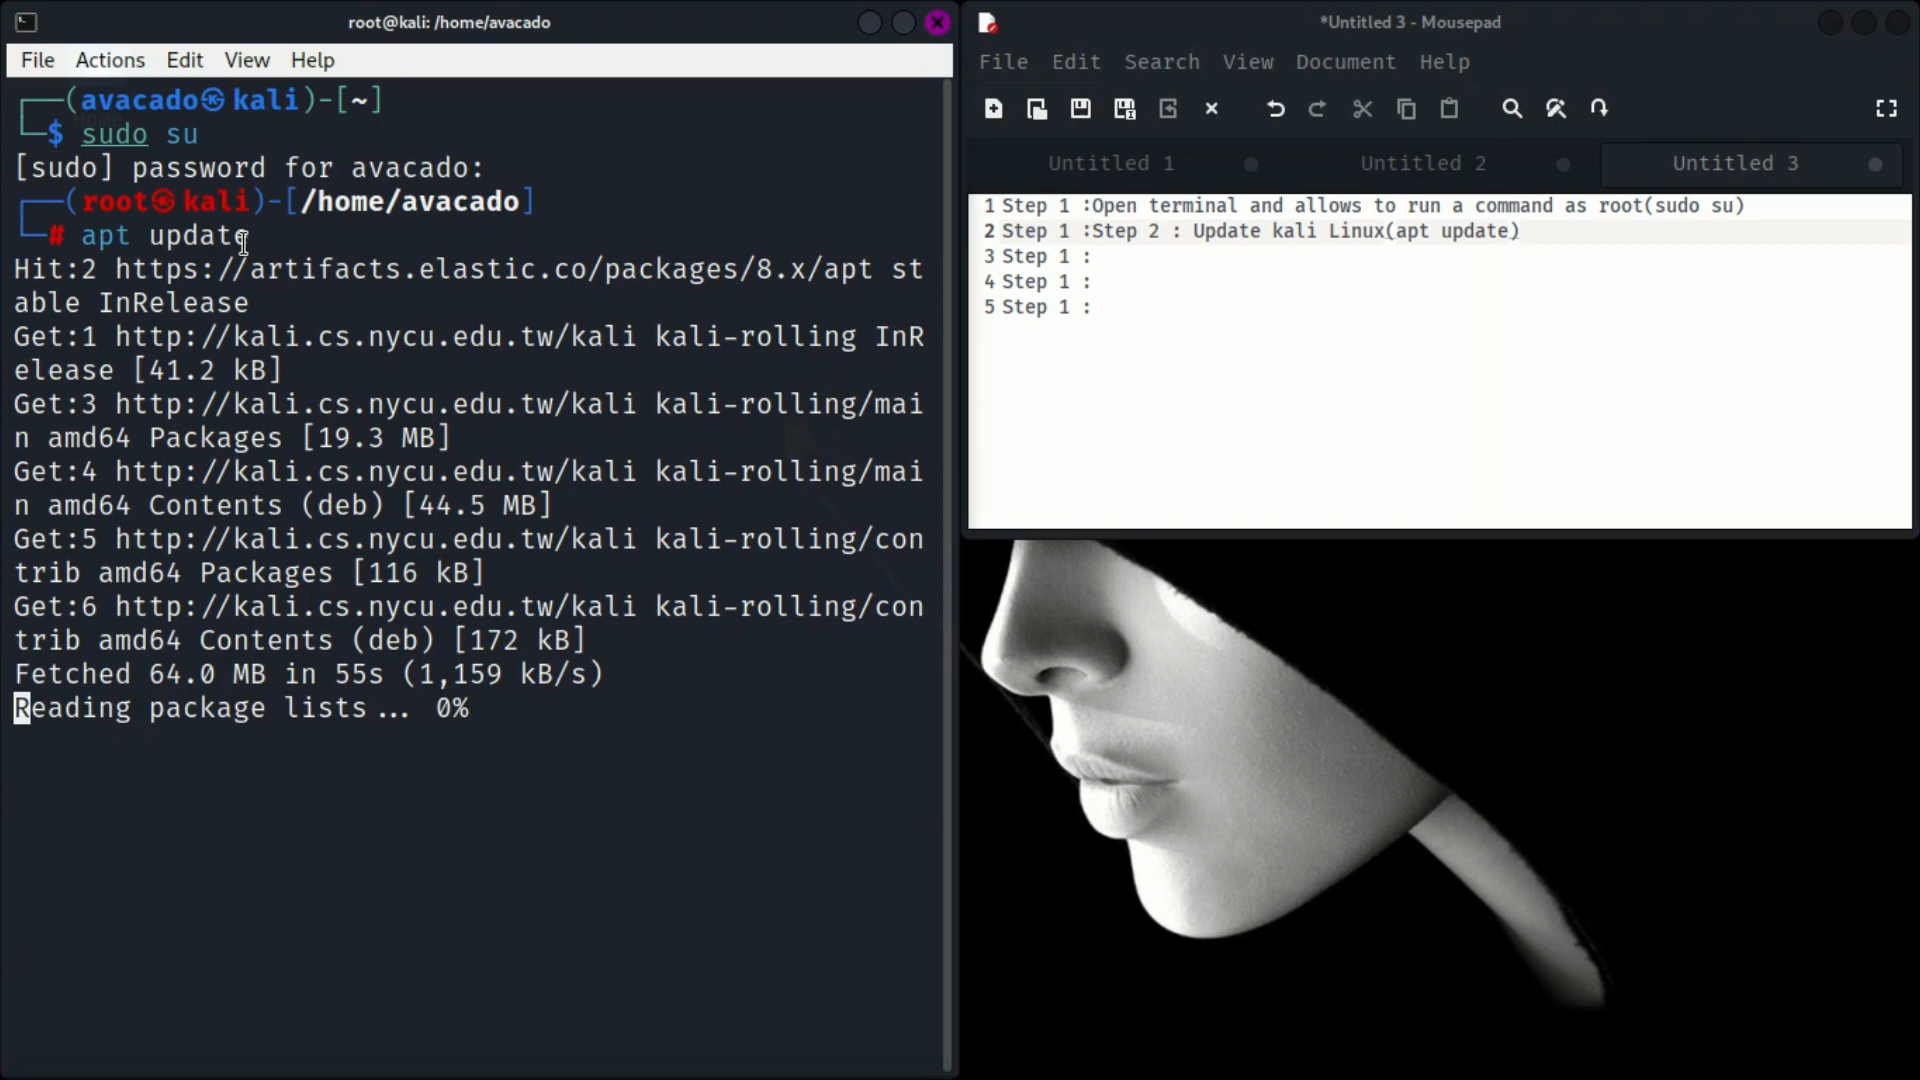 root@kali: /home/avacado
File Actions Edit View Help
(avacado㉿kali)-[~]
$ sudo su
[sudo] password for avacado:
(root㉿kali)-[/home/avacado]
# apt update
Hit:2 https://artifacts.elastic.co/packages/8.x/apt st
able InRelease
Get:1 http://kali.cs.nycu.edu.tw/kali kali-rolling InR
elease [41.2 kB]
Get:3 http://kali.cs.nycu.edu.tw/kali kali-rolling/mai
n amd64 Packages [19.3 MB]
Get:4 http://kali.cs.nycu.edu.tw/kali kali-rolling/mai
n amd64 Contents (deb) [44.5 MB]
Get:5 http://kali.cs.nycu.edu.tw/kali kali-rolling/con
trib amd64 Packages [116 kB]
Get:6 http://kali.cs.nycu.edu.tw/kali kali-rolling/con
trib amd64 Contents (deb) [172 kB]
Fetched 64.0 MB in 55s (1,159 kB/s)
Reading package lists... 0%
*Untitled 3 - Mousepad
File Edit Search View Document Help
Untitled 1 Untitled 2 Untitled 3
1 Step 1 :Open terminal and allows to run a command as root(sudo su)
2 Step 1 :Step 2 : Update kali Linux(apt update)
3 Step 1 :
4 Step 1 :
5 Step 1 :